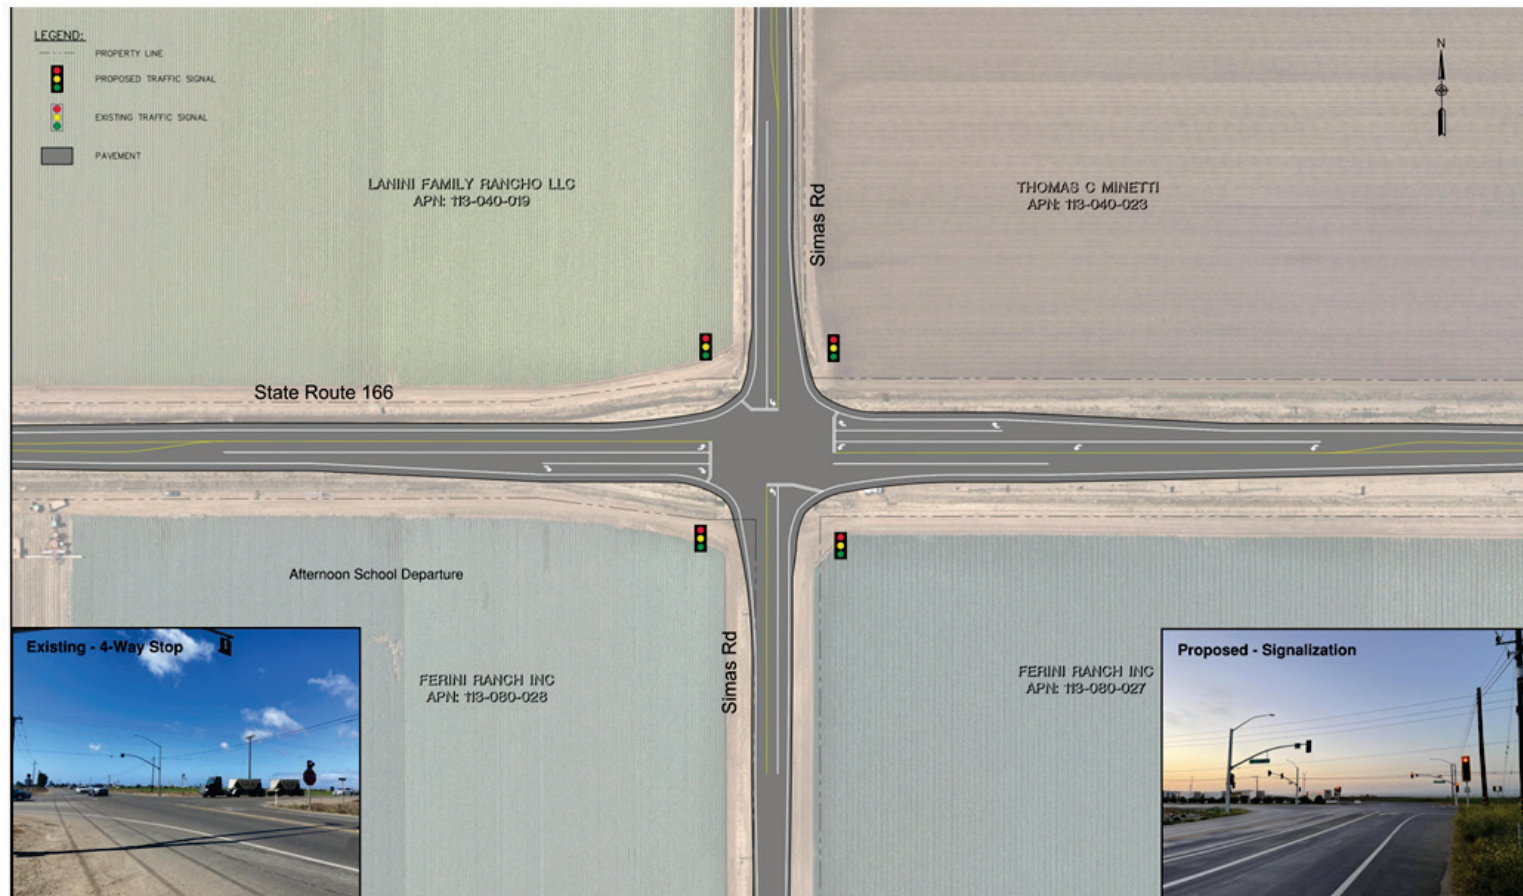 LEGEND:
PROPERTY LINE
PROPOSED TRAFFIC SIGNAL
EXISTING TRAFFIC SIGNAL
PAVEMENT
N
LANINI FAMILY RANCHO LLC
APN: 113-040-019
THOMAS C MINETTI
APN: 113-040-023
Simas Rd
State Route 166
Afternoon School Departure
Existing - 4-Way Stop
FERINI RANCH INC
APN: 113-080-028
Simas Rd
FERINI RANCH INC
APN: 113-080-027
Proposed - Signalization